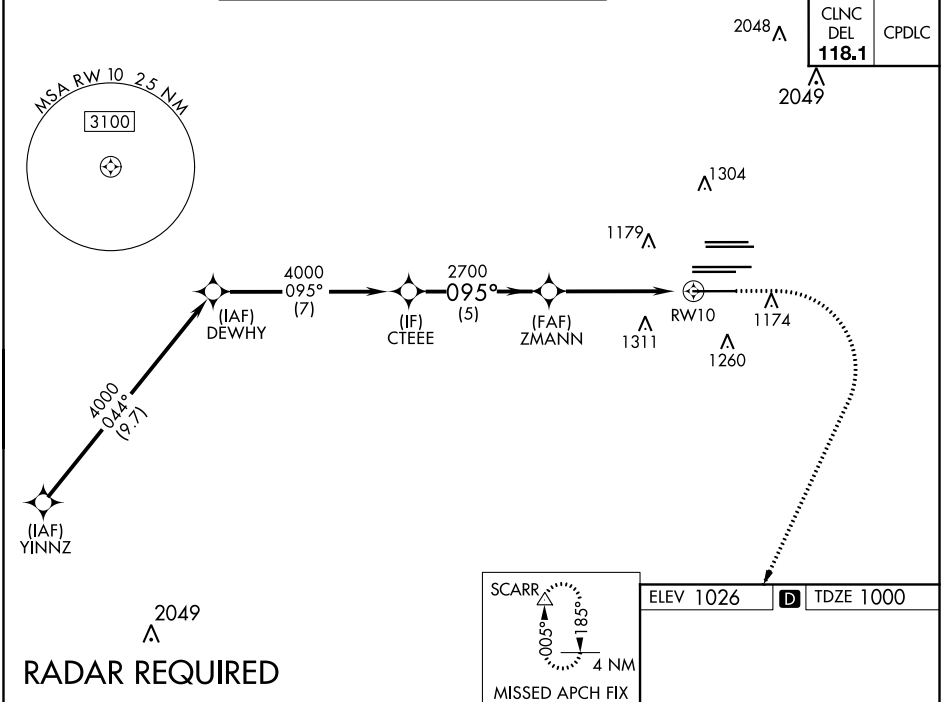 2048
CLNC
DEL
118.1
CPDLC
2049
MSA RW 10 25 NM
3100
1304
1179
4000
095°
(7)
2700
095°
(5)
(IAF)
DEWHY
(IF)
CTEEE
(FAF)
ZMANN
RW10
1174
1311
1260
4000
044°
(9.7)
(IAF)
YINNZ
2049
RADAR REQUIRED
SCARR
005°
185°
4 NM
MISSED APCH FIX
ELEV 1026
D
TDZE 1000